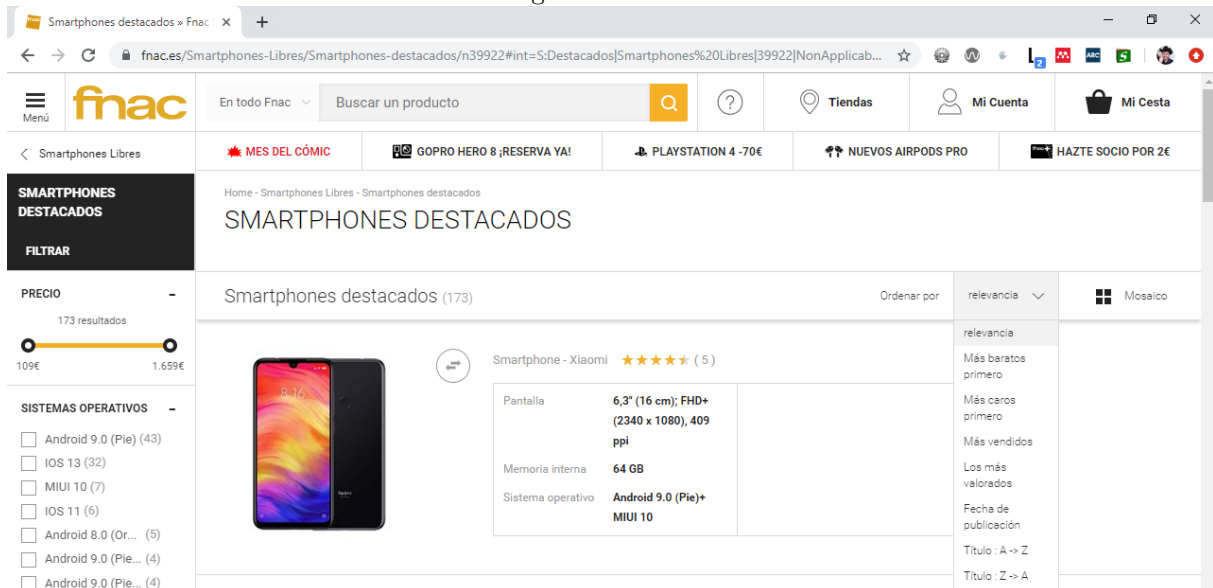 Smartphones destacados » Fnac
fnac.es/Smartphones-Libres/Smartphones-destacados/n39922#int=S:Destacados|Smartphones%20Libres|39922|NonApplicab...
2
ABC
S
Menú
fnac
En todo Fnac
Buscar un producto
?
Tiendas
Mi Cuenta
Mi Cesta
Smartphones Libres
MES DEL CÓMIC
GOPRO HERO 8 ¡RESERVA YA!
PLAYSTATION 4 -70€
NUEVOS AIRPODS PRO
HAZTE SOCIO POR 2€
SMARTPHONES
DESTACADOS
FILTRAR
Home - Smartphones Libres - Smartphones destacados
SMARTPHONES DESTACADOS
PRECIO
-
173 resultados
109€ 1.659€
Smartphones destacados (173)
Ordenar por
relevancia
Mosaico
relevancia
Más baratos
primero
Más caros
primero
Más vendidos
Los más
valorados
Fecha de
publicación
Título : A -> Z
Título : Z -> A
SISTEMAS OPERATIVOS
-
Android 9.0 (Pie) (43)
IOS 13 (32)
MIUI 10 (7)
IOS 11 (6)
Android 8.0 (Or... (5)
Android 9.0 (Pie... (4)
Android 9.0 (Pie... (4)
8:16
Redmi
Smartphone - Xiaomi
( 5 )
Pantalla
6,3" (16 cm); FHD+
(2340 x 1080), 409
ppi
Memoria interna
64 GB
Sistema operativo
Android 9.0 (Pie)+
MIUI 10